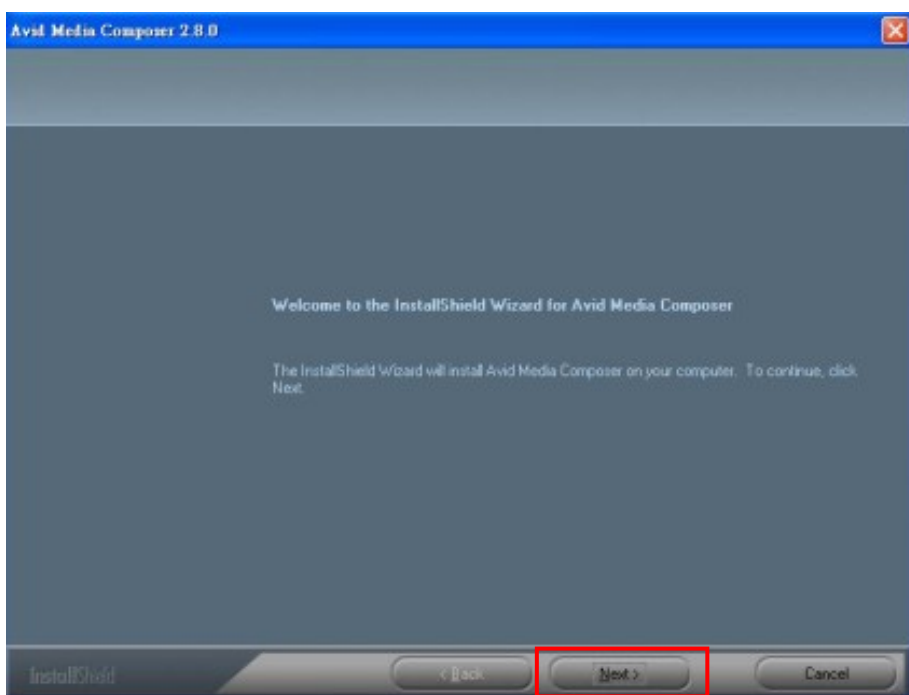 Avid Media Composer 2.8.0
Welcome to the InstallShield Wizard for Avid Media Composer
The InstallShield Wizard will install Avid Media Composer on your computer. To continue, click
Next.
InstallShield
< Back
Next >
Cancel